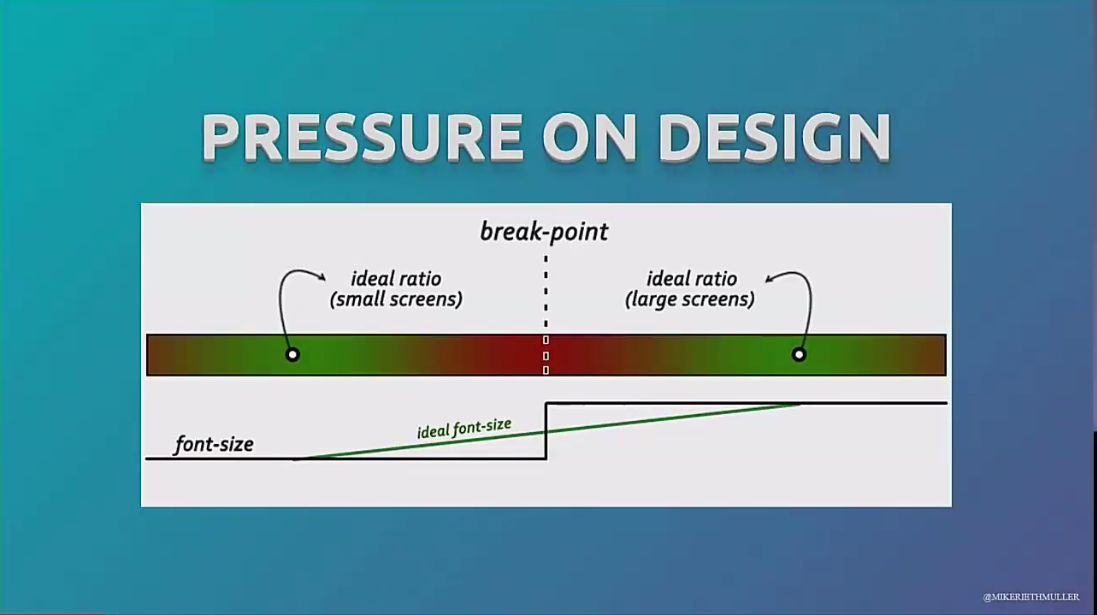 PRESSURE ON DESIGN
break-point
ideal ratio
(small screens)
ideal ratio
(large screens)
ideal font-size
font-size
@MIKERIETHMULLER